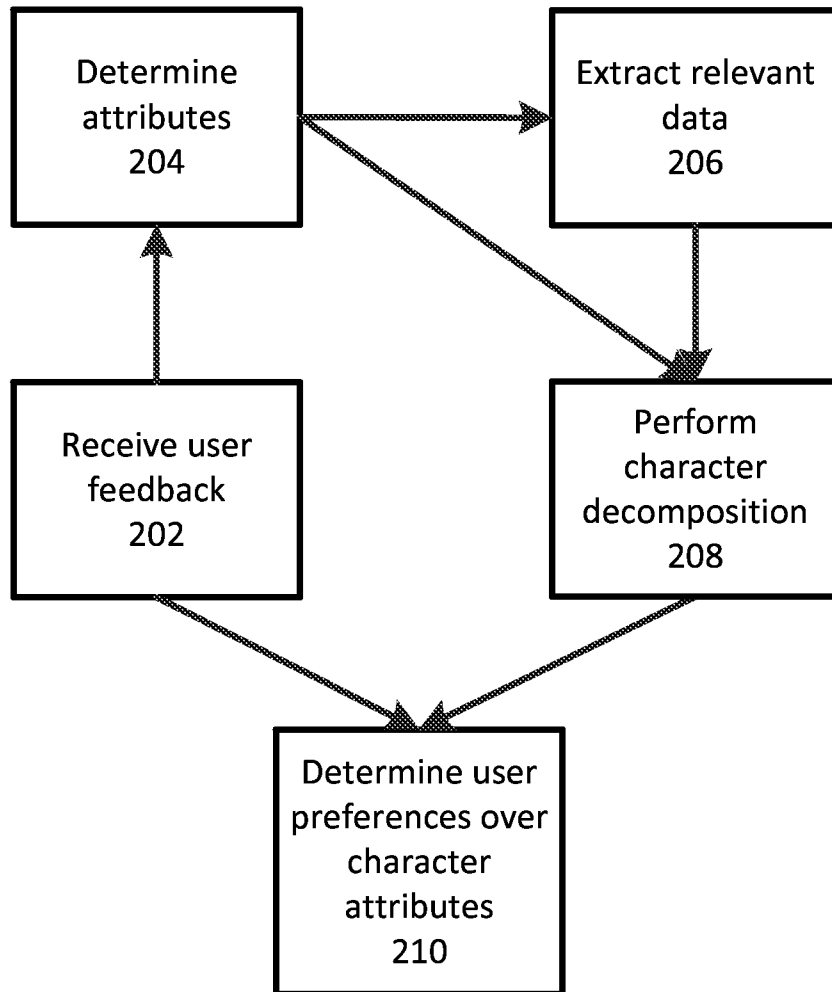 Determine
attributes
204
Extract relevant
data
206
Receive user
feedback
202
Perform
character
decomposition
208
Determine user
preferences over
character
attributes
210